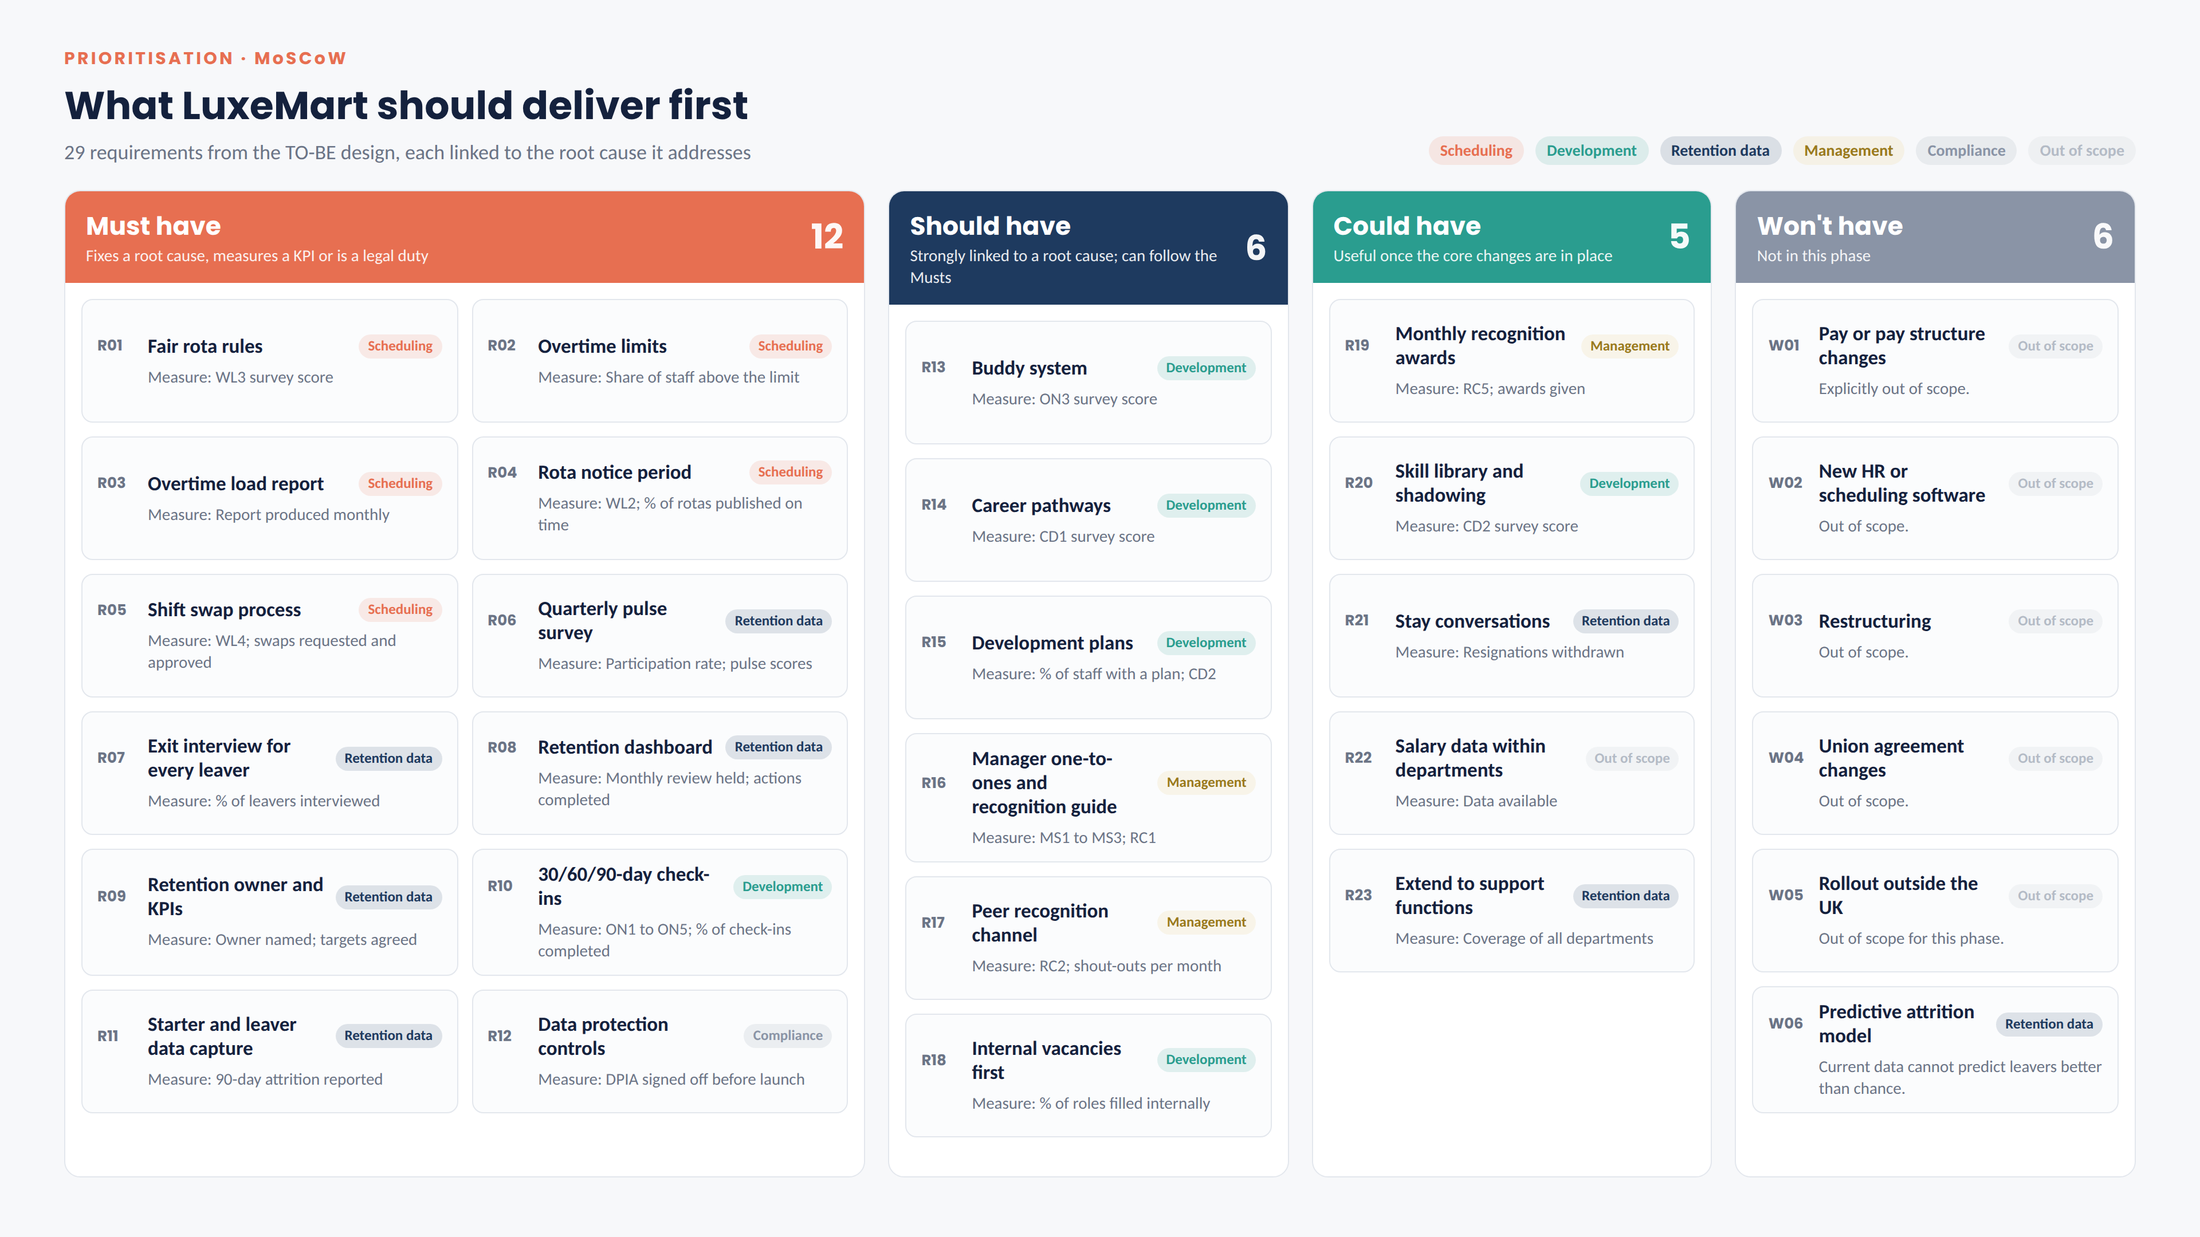 PRIORITISATION · MoSCoW
What LuxeMart should deliver first
29 requirements from the TO-BE design, each linked to the root cause it addresses
Scheduling
Development
Retention data
Management
Compliance
Out of scope
Must have
Fixes a root cause, measures a KPI or is a legal duty
12
R01
Fair rota rules
Scheduling
Measure: WL3 survey score
R02
Overtime limits
Scheduling
Measure: Share of staff above the limit
R03
Overtime load report
Scheduling
Measure: Report produced monthly
R04
Rota notice period
Scheduling
Measure: WL2; % of rotas published on
time
R05
Shift swap process
Scheduling
Measure: WL4; swaps requested and
approved
R06
Quarterly pulse
survey
Retention data
Measure: Participation rate; pulse scores
R07
Exit interview for
every leaver
Retention data
Measure: % of leavers interviewed
R08
Retention dashboard
Retention data
Measure: Monthly review held; actions
completed
R09
Retention owner and
KPIs
Retention data
Measure: Owner named; targets agreed
R10
30/60/90-day check-
ins
Development
Measure: ON1 to ON5; % of check-ins
completed
R11
Starter and leaver
data capture
Retention data
Measure: 90-day attrition reported
R12
Data protection
controls
Compliance
Measure: DPIA signed off before launch
Should have
Strongly linked to a root cause; can follow the
Musts
6
R13
Buddy system
Development
Measure: ON3 survey score
R14
Career pathways
Development
Measure: CD1 survey score
R15
Development plans
Development
Measure: % of staff with a plan; CD2
R16
Manager one-to-
ones and
recognition guide
Management
Measure: MS1 to MS3; RC1
R17
Peer recognition
channel
Management
Measure: RC2; shout-outs per month
R18
Internal vacancies
first
Development
Measure: % of roles filled internally
Could have
Useful once the core changes are in place
5
R19
Monthly recognition
awards
Management
Measure: RC5; awards given
R20
Skill library and
shadowing
Development
Measure: CD2 survey score
R21
Stay conversations
Retention data
Measure: Resignations withdrawn
R22
Salary data within
departments
Out of scope
Measure: Data available
R23
Extend to support
functions
Retention data
Measure: Coverage of all departments
Won't have
Not in this phase
6
W01
Pay or pay structure
changes
Out of scope
Explicitly out of scope.
W02
New HR or
scheduling software
Out of scope
Out of scope.
W03
Restructuring
Out of scope
Out of scope.
W04
Union agreement
changes
Out of scope
Out of scope.
W05
Rollout outside the
UK
Out of scope
Out of scope for this phase.
W06
Predictive attrition
model
Retention data
Current data cannot predict leavers better
than chance.